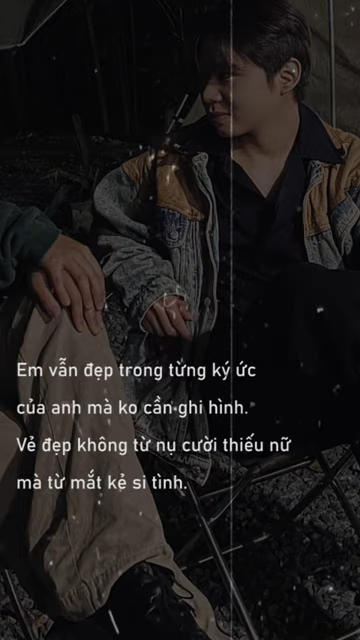 Em vẫn đẹp trong từng ký ức
của anh mà ko cần ghi hình.
Vẻ đẹp không từ nụ cười thiếu nữ
mà từ mắt kẻ si tình.